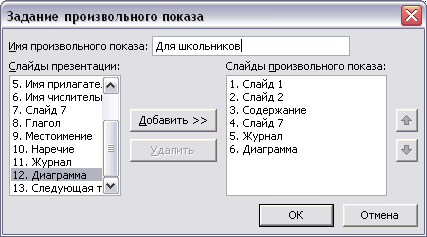 Задание произвольного показа
Имя произвольного показа: Для школьников
Слайды презентации:
5. Имя прилагате
6. Имя числителы
7. Слайд 7
8. Глагол
9. Местоимение
10. Наречие
11. Журнал
12. Диаграмма
13. Следующая т
Добавить >>
Удалить
Слайды произвольного показа:
1. Слайд 1
2. Слайд 2
3. Содержание
4. Слайд 7
5. Журнал
6. Диаграмма
ОК
Отмена